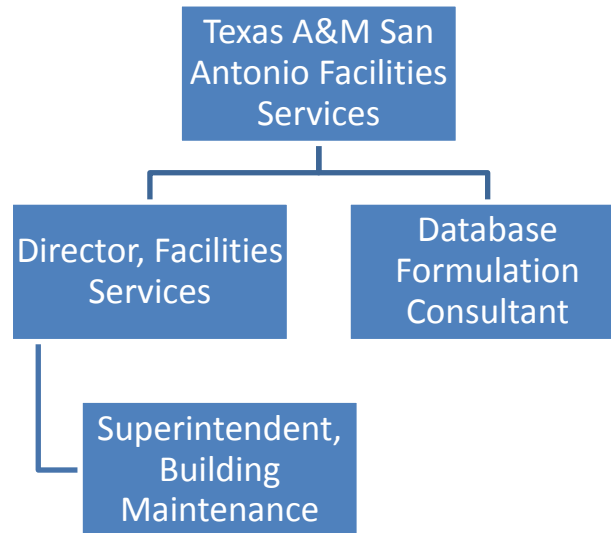 Texas A&M San
Antonio Facilities
Services
Director, Facilities
Services
Database
Formulation
Consultant
Superintendent,
Building
Maintenance